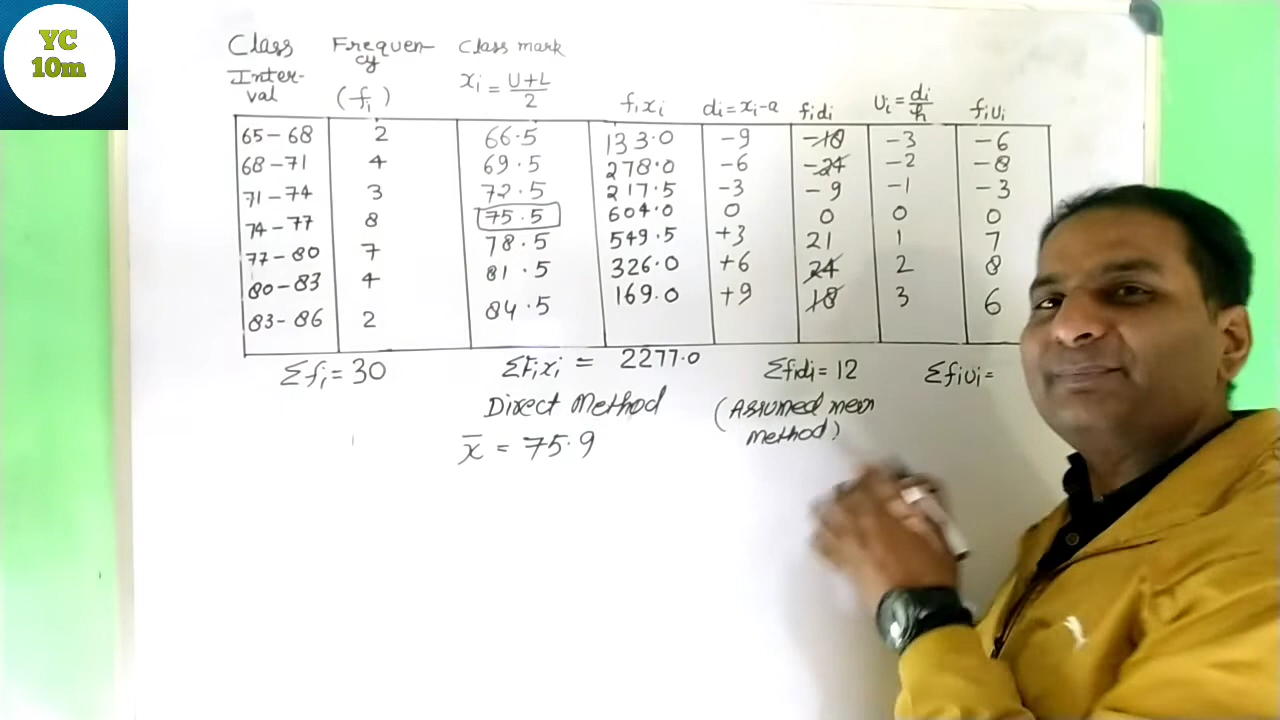 YC
10m
Class Interval | Frequency (fi) | Class mark xi = U+L/2 | fixi | di = xi-a | fidi | Ui = di/h | fiUi
65-68 | 2 | 66.5 | 133.0 | -9 | -18 | -3 | -6
68-71 | 4 | 69.5 | 278.0 | -6 | -24 | -2 | -8
71-74 | 3 | 72.5 | 217.5 | -3 | -9 | -1 | -3
74-77 | 8 | 75.5 | 604.0 | 0 | 0 | 0 | 0
77-80 | 7 | 78.5 | 549.5 | +3 | 21 | 1 | 7
80-83 | 4 | 81.5 | 326.0 | +6 | 24 | 2 | 8
83-86 | 2 | 84.5 | 169.0 | +9 | 18 | 3 | 6
Σfi = 30 Σfixi = 2277.0 Σfidi = 12 ΣfiUi =
Direct Method (Assumed mean method)
x̄ = 75.9